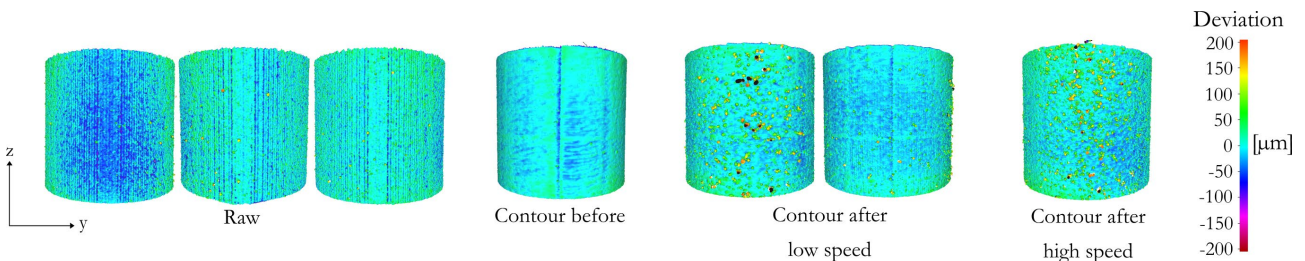 Deviation
200
150
100
50
0
-50
-100
-150
-200
[µm]
z
y
Raw
Contour before
Contour after
low speed
Contour after
high speed